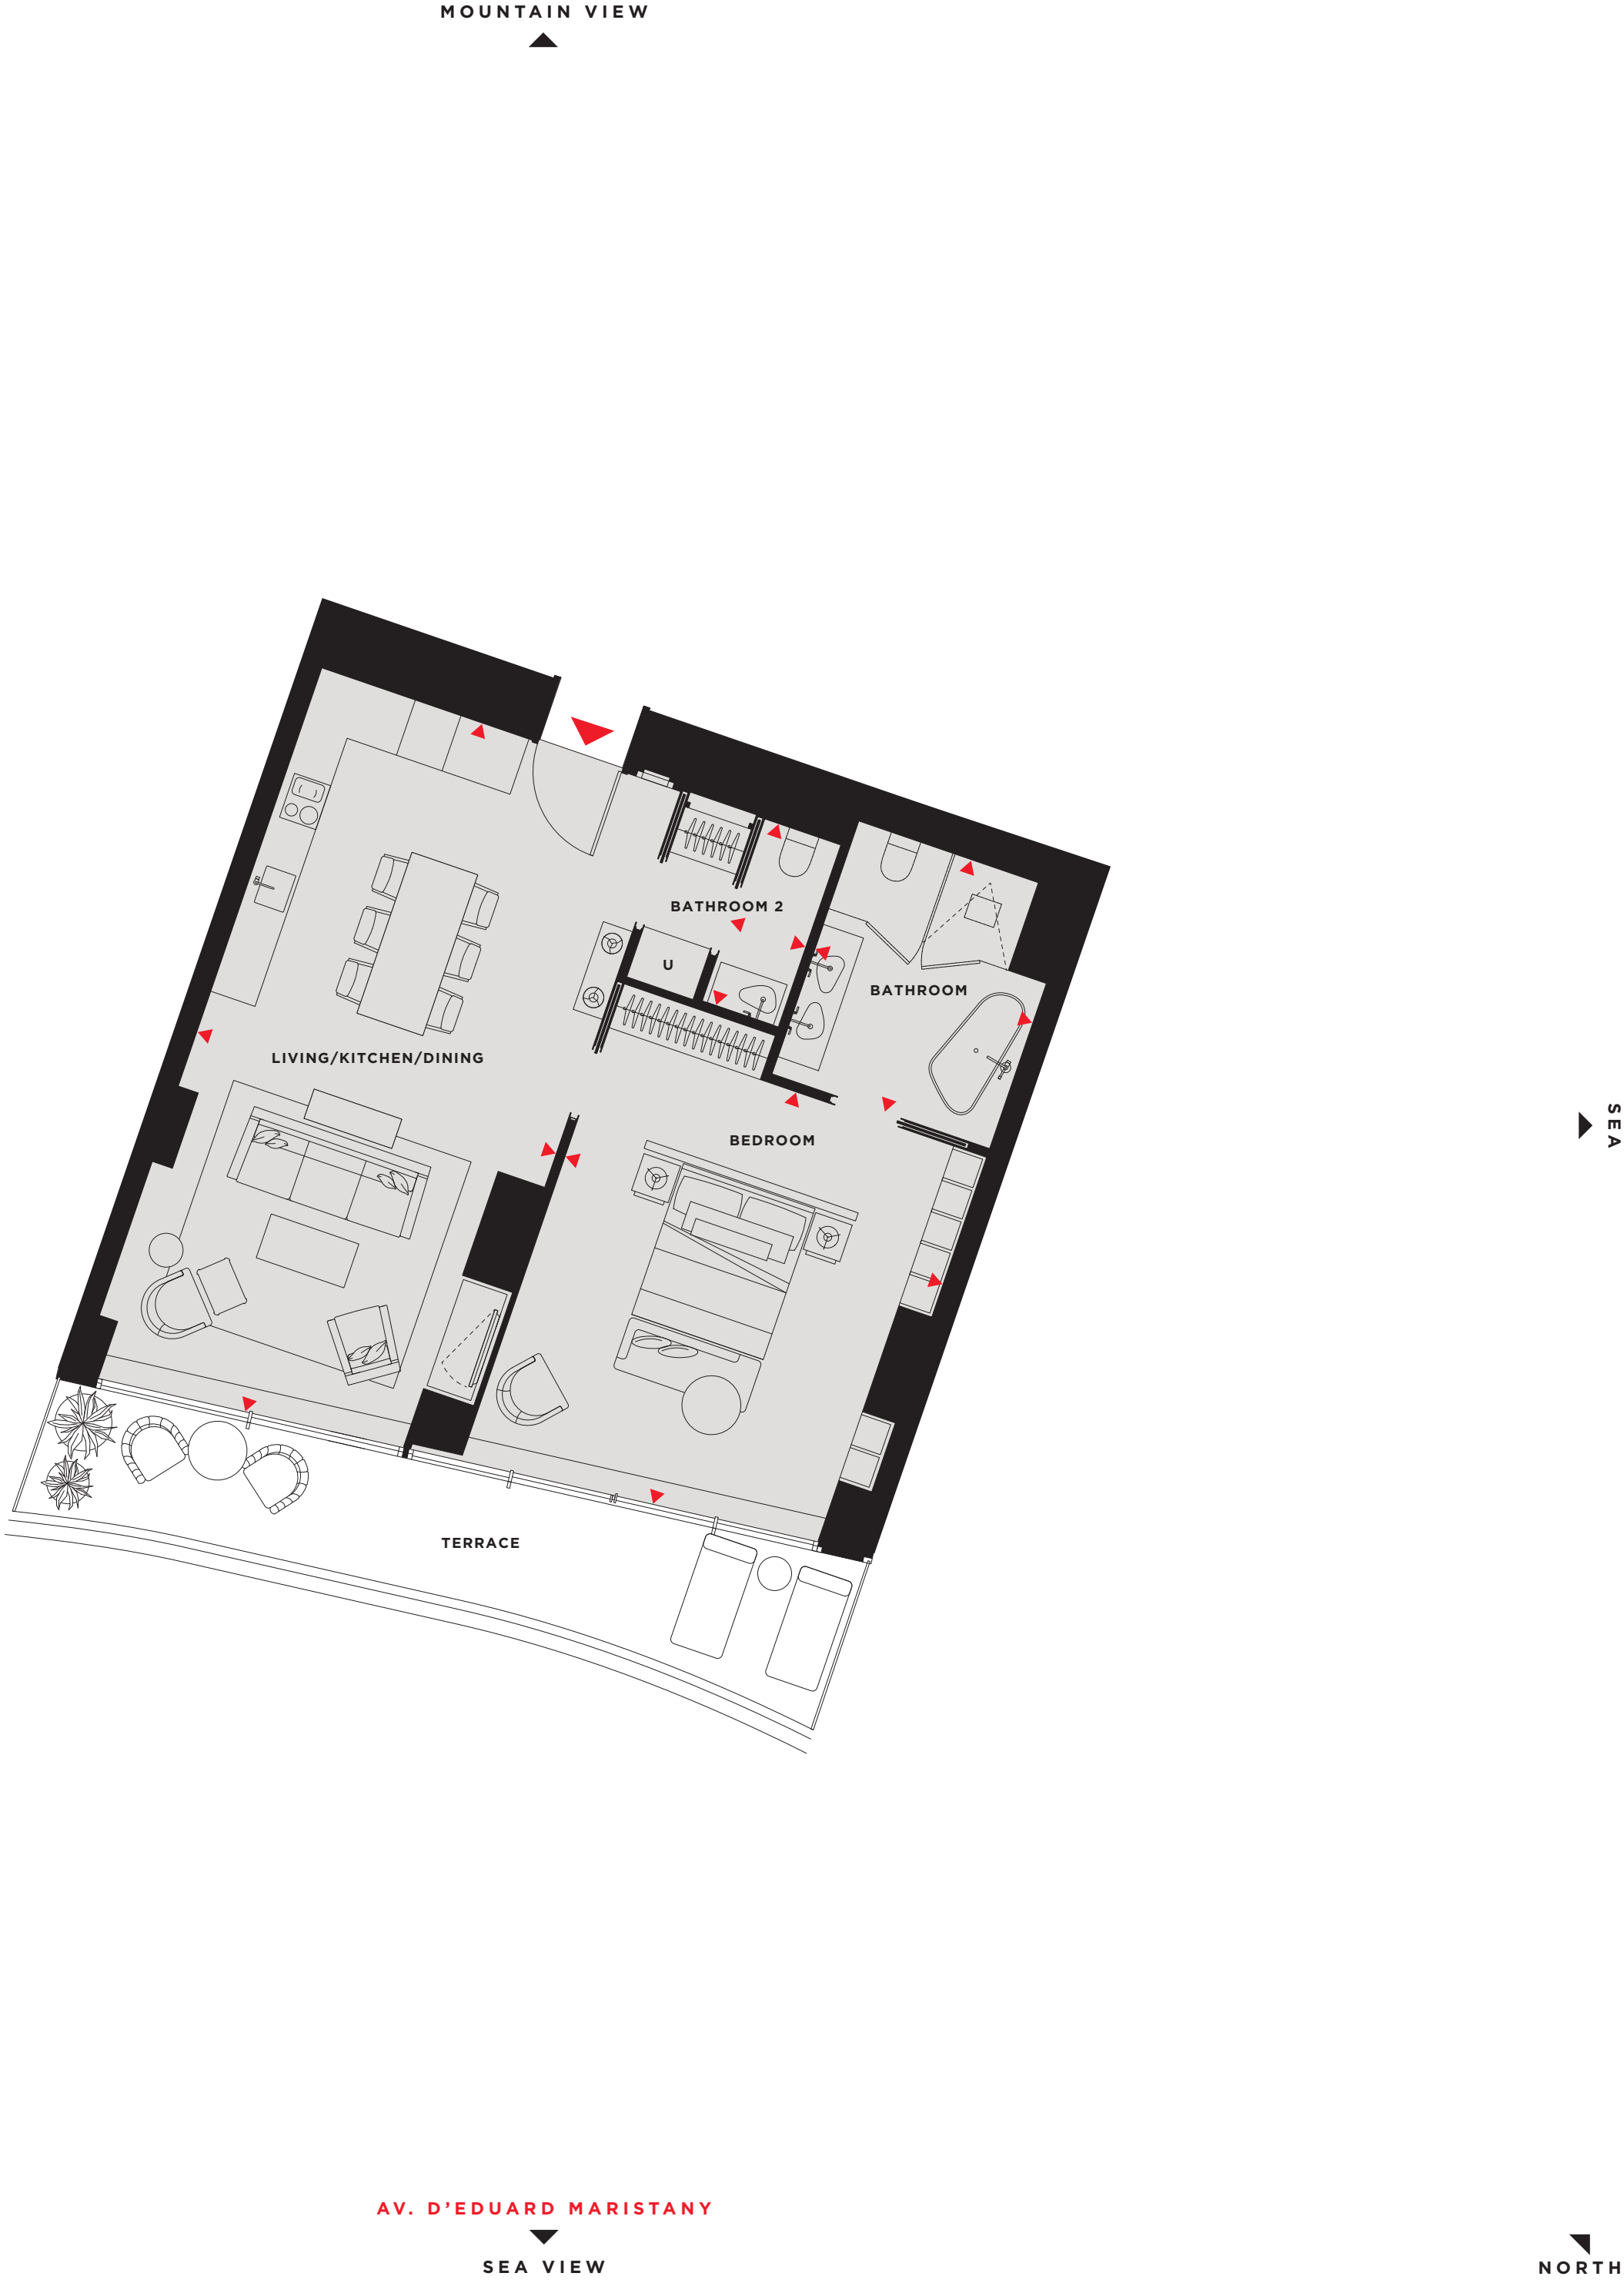 MOUNTAIN VIEW
BATHROOM 2
U
BATHROOM
LIVING/KITCHEN/DINING
BEDROOM
SEA
TERRACE
AV. D’EDUARD MARISTANY
SEA VIEW
NORTH